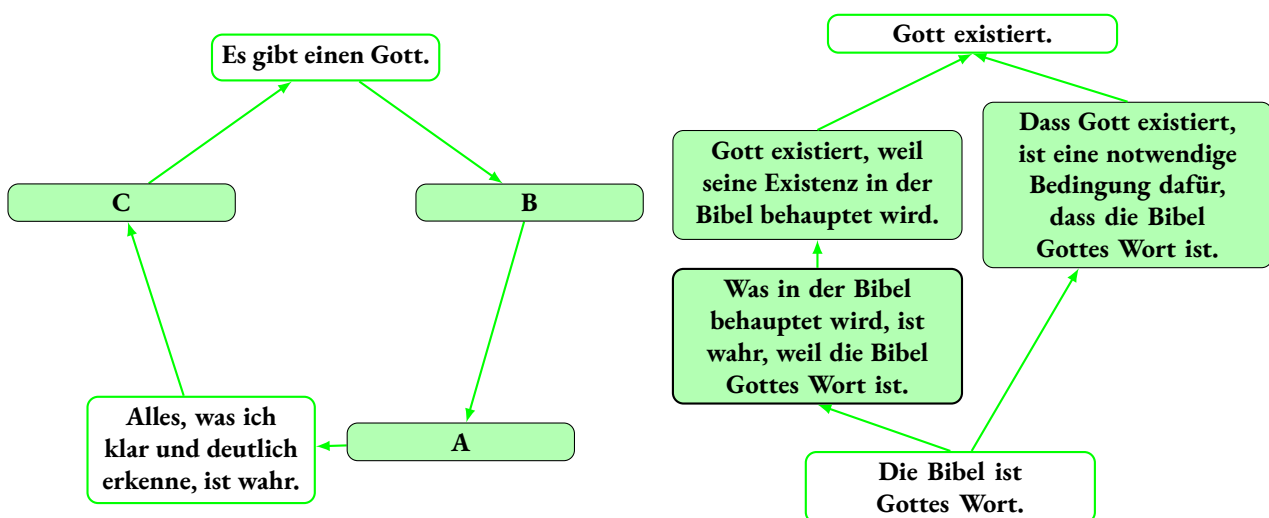 Es gibt einen Gott.
C
B
Alles, was ich
klar und deutlich
erkenne, ist wahr.
A
Gott existiert.
Gott existiert, weil
seine Existenz in der
Bibel behauptet wird.
Dass Gott existiert,
ist eine notwendige
Bedingung dafür,
dass die Bibel
Gottes Wort ist.
Was in der Bibel
behauptet wird, ist
wahr, weil die Bibel
Gottes Wort ist.
Die Bibel ist
Gottes Wort.